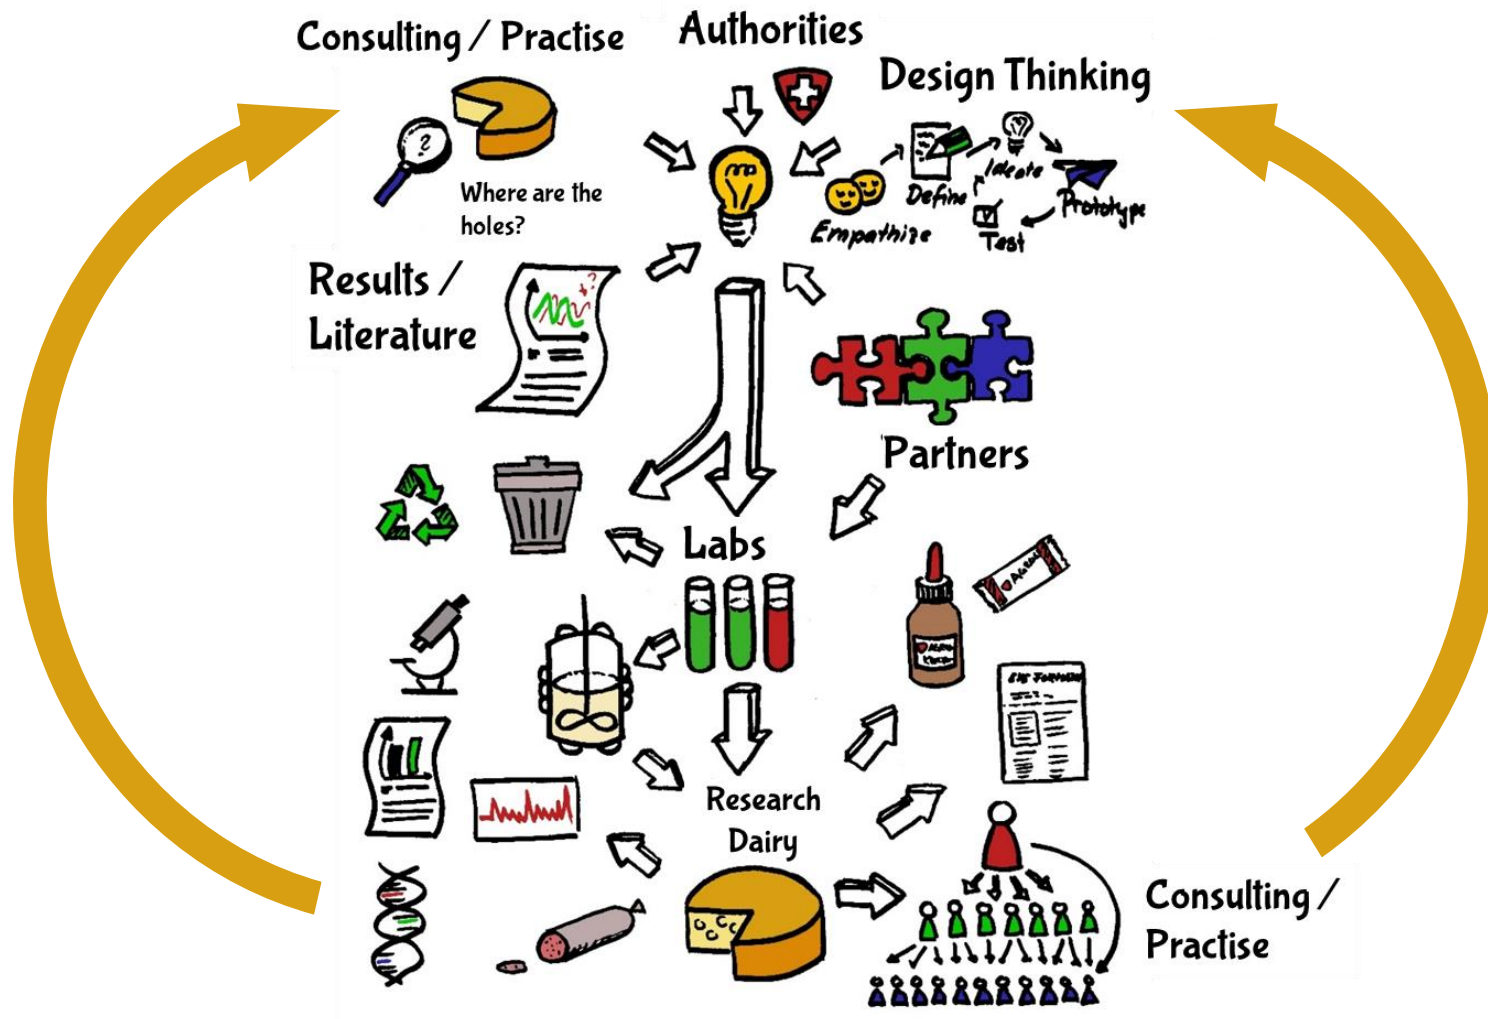 Consulting / Practise
Authorities
Design Thinking
?
Where are the
holes?
Empathize
Define
Ideate
Prototype
Test
Results /
Literature
Partners
Labs
Research
Dairy
Consulting /
Practise